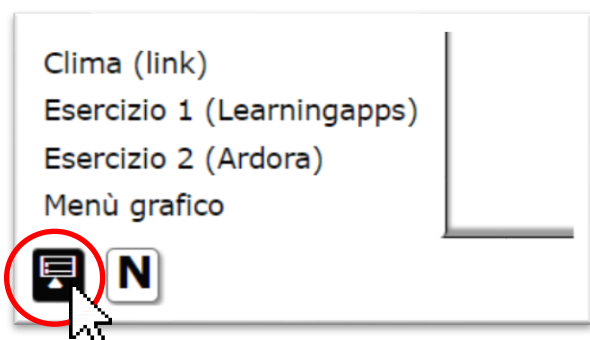 Clima (link)
Esercizio 1 (Learningapps)
Esercizio 2 (Ardora)
Menù grafico
N